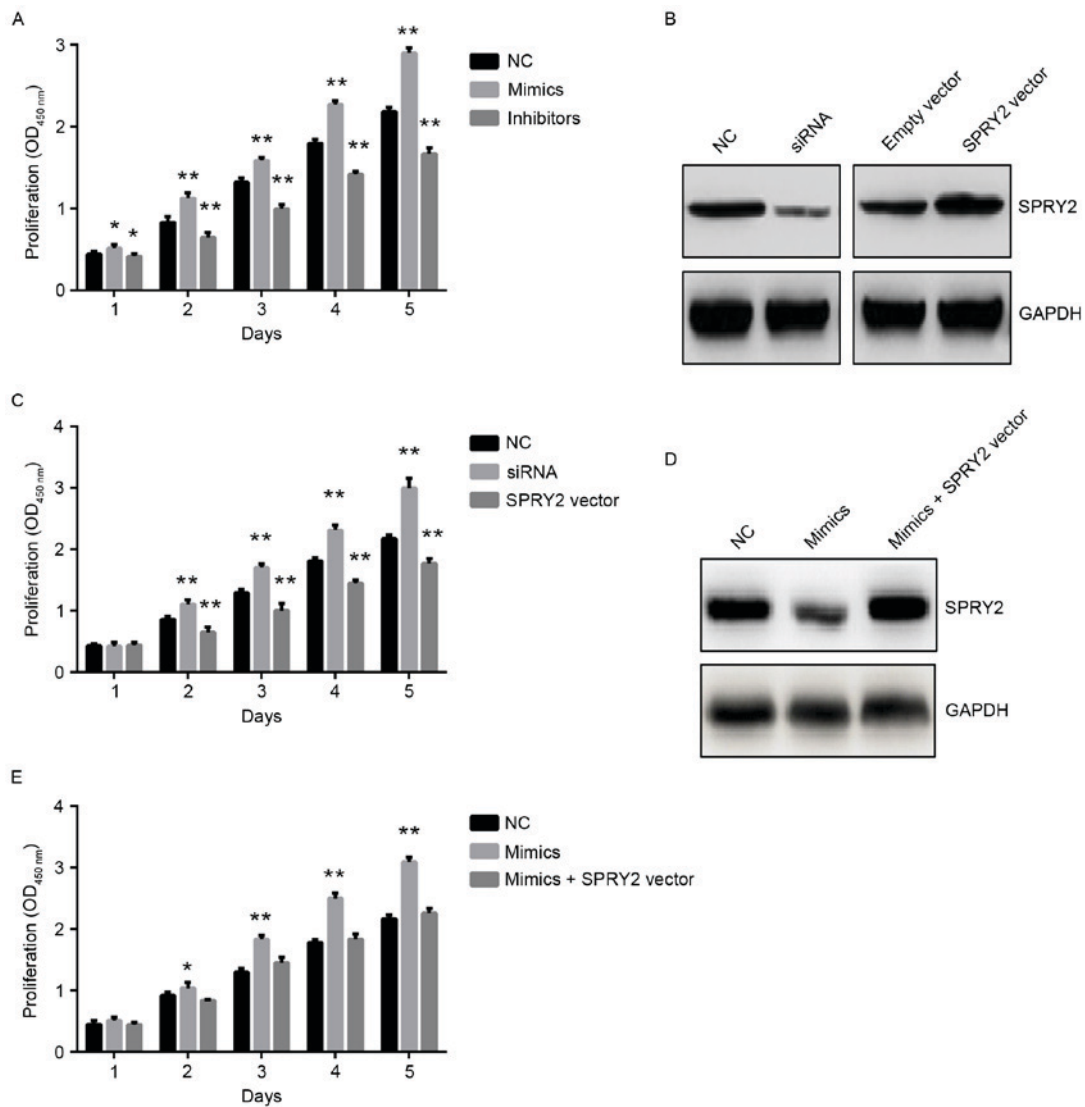 A
Proliferation (OD450 nm)
3
2
1
0
* *
** **
** **
** **
** **
1 2 3 4 5
Days
NC
Mimics
Inhibitors
B
NC siRNA Empty vector SPRY2 vector
SPRY2
GAPDH
C
Proliferation (OD450 nm)
4
3
2
1
0
** **
** **
** **
** **
1 2 3 4 5
Days
NC
siRNA
SPRY2 vector
D
NC Mimics Mimics + SPRY2 vector
SPRY2
GAPDH
E
Proliferation (OD450 nm)
4
3
2
1
0
* ** ** **
1 2 3 4 5
Days
NC
Mimics
Mimics + SPRY2 vector